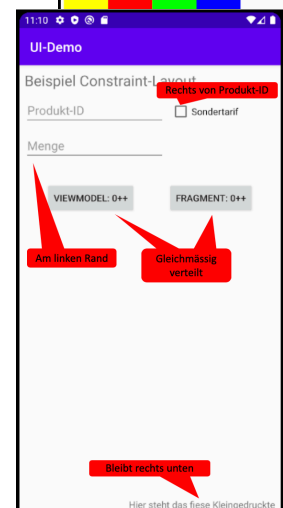 11:10
UI-Demo
Beispiel Constraint-Layout
Rechts von Produkt-ID
Produkt-ID
Sondertarif
Menge
VIEWMODEL: 0++
FRAGMENT: 0++
Am linken Rand
Gleichmässig
verteilt
Bleibt rechts unten
Hier steht das fiese Kleingedruckte